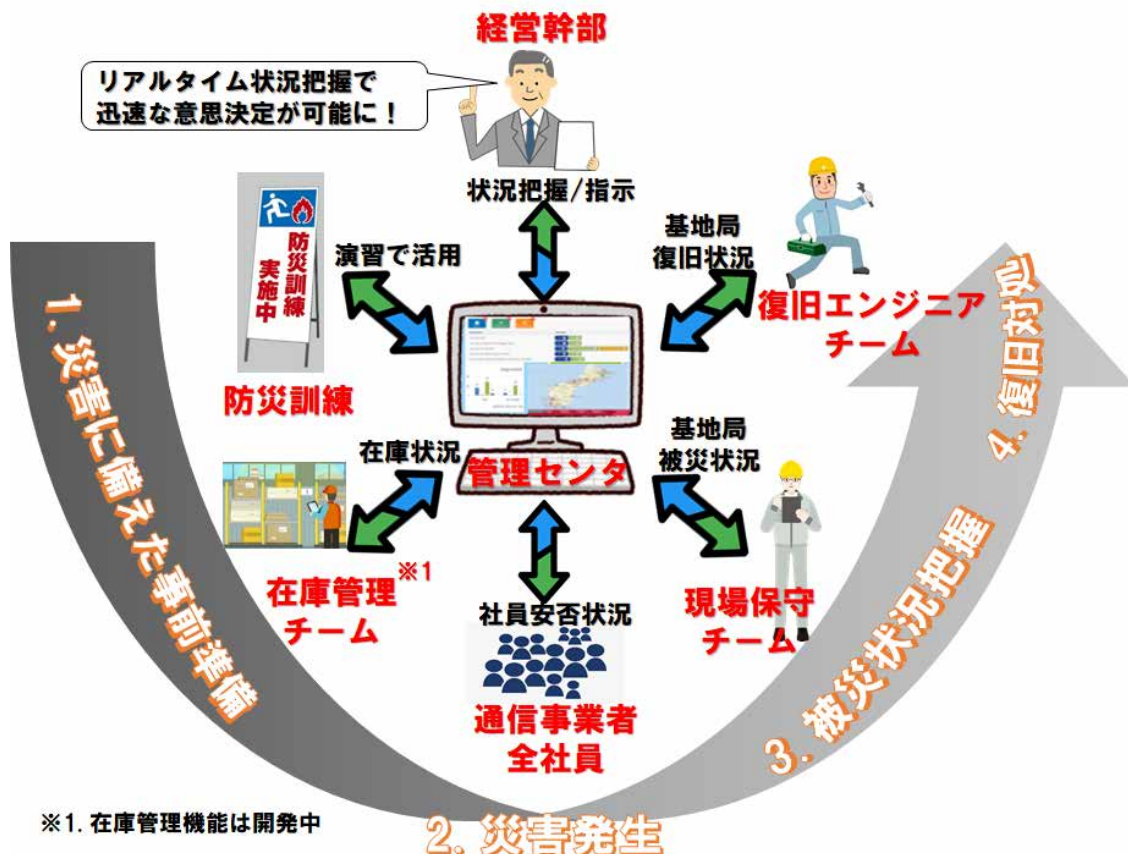 経営幹部
リアルタイム状況把握で
迅速な意思決定が可能に！
状況把握/指示
防災訓練
実施中
演習で活用
防災訓練
基地局
復旧状況
復旧エンジニア
チーム
在庫状況
管理センタ
基地局
被災状況
在庫管理※1
チーム
社員安否状況
現場保守
チーム
通信事業者
全社員
1. 災害に備えた事前準備
2. 災害発生
3. 被災状況把握
4. 復旧対処
※1. 在庫管理機能は開発中